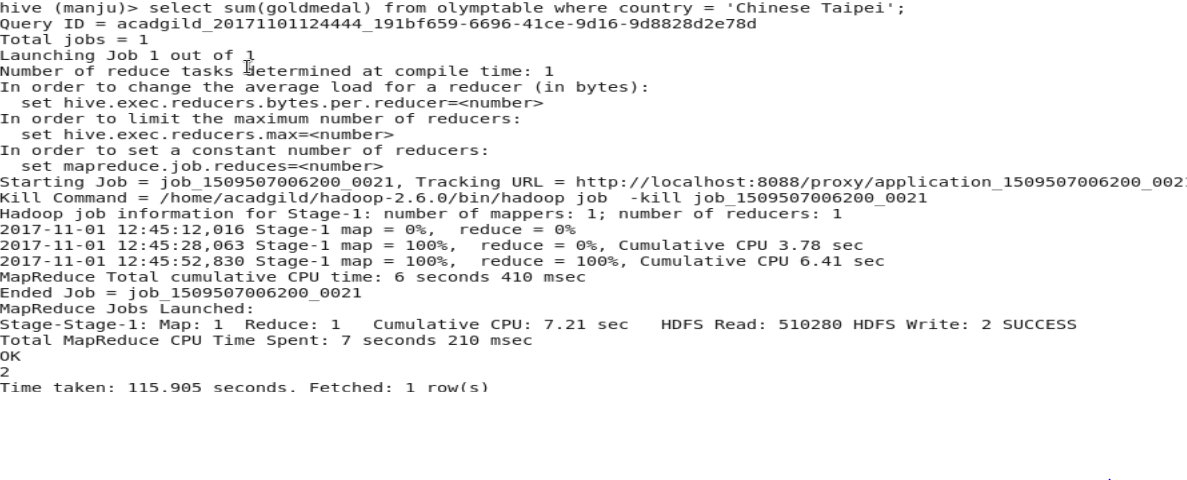 hive (manju)> select sum(goldmedal) from olymptable where country = 'Chinese Taipei';
Query ID = acadgild_20171101124444_191bf659-6696-41ce-9d16-9d8828d2e78d
Total jobs = 1
Launching Job 1 out of 1
Number of reduce tasks determined at compile time: 1
In order to change the average load for a reducer (in bytes):
  set hive.exec.reducers.bytes.per.reducer=<number>
In order to limit the maximum number of reducers:
  set hive.exec.reducers.max=<number>
In order to set a constant number of reducers:
  set mapreduce.job.reduces=<number>
Starting Job = job_1509507006200_0021, Tracking URL = http://localhost:8088/proxy/application_1509507006200_002
Kill Command = /home/acadgild/hadoop-2.6.0/bin/hadoop job  -kill job_1509507006200_0021
Hadoop job information for Stage-1: number of mappers: 1; number of reducers: 1
2017-11-01 12:45:12,016 Stage-1 map = 0%,  reduce = 0%
2017-11-01 12:45:28,063 Stage-1 map = 100%,  reduce = 0%, Cumulative CPU 3.78 sec
2017-11-01 12:45:52,830 Stage-1 map = 100%,  reduce = 100%, Cumulative CPU 6.41 sec
MapReduce Total cumulative CPU time: 6 seconds 410 msec
Ended Job = job_1509507006200_0021
MapReduce Jobs Launched:
Stage-Stage-1: Map: 1  Reduce: 1   Cumulative CPU: 7.21 sec   HDFS Read: 510280 HDFS Write: 2 SUCCESS
Total MapReduce CPU Time Spent: 7 seconds 210 msec
OK
2
Time taken: 115.905 seconds. Fetched: 1 row(s)